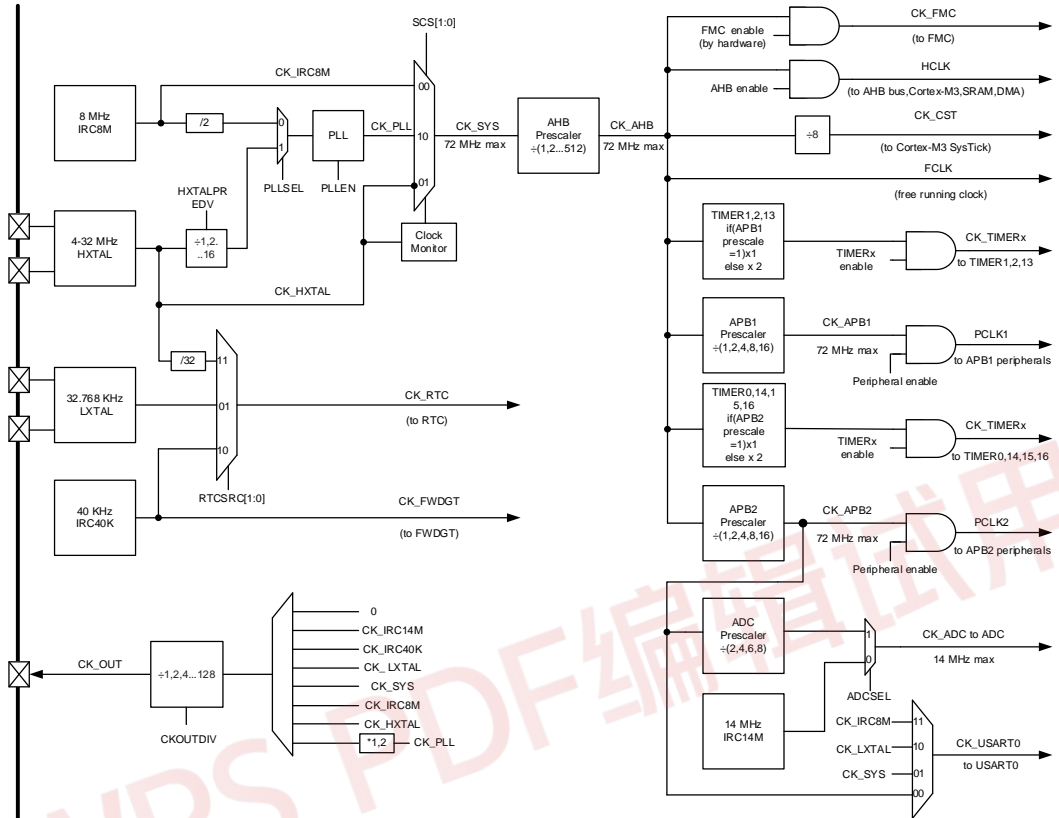 SCS[1:0]
CK_IRC8M
8 MHz
IRC8M
/2
0
1
PLLSEL
PLL
PLLEN
CK_PLL
00
10
01
CK_SYS
72 MHz max
AHB
Prescaler
÷(1,2...512)
CK_AHB
72 MHz max
HXTALPR
EDV
÷1,2.
..16
4-32 MHz
HXTAL
Clock
Monitor
CK_HXTAL
/32
11
01
10
32.768 KHz
LXTAL
CK_RTC
(to RTC)
RTCSRC[1:0]
40 KHz
IRC40K
CK_FWDGT
(to FWDGT)
CK_OUT
÷1,2,4...128
CKOUTDIV
0
CK_IRC14M
CK_IRC40K
CK_LXTAL
CK_SYS
CK_IRC8M
CK_HXTAL
*1,2
CK_PLL
FMC enable
(by hardware)
CK_FMC
(to FMC)
AHB enable
HCLK
(to AHB bus,Cortex-M3,SRAM,DMA)
÷8
CK_CST
(to Cortex-M3 SysTick)
FCLK
(free running clock)
TIMER1,2,13
if(APB1
prescale
=1)x1
else x 2
TIMERx
enable
CK_TIMERx
to TIMER1,2,13
APB1
Prescaler
÷(1,2,4,8,16)
CK_APB1
72 MHz max
Peripheral enable
PCLK1
to APB1 peripherals
TIMER0,14,1
5,16
if(APB2
prescale
=1)x1
else x 2
TIMERx
enable
CK_TIMERx
to TIMER0,14,15,16
APB2
Prescaler
÷(1,2,4,8,16)
CK_APB2
72 MHz max
Peripheral enable
PCLK2
to APB2 peripherals
ADC
Prescaler
÷(2,4,6,8)
1
0
ADCSEL
CK_ADC to ADC
14 MHz max
14 MHz
IRC14M
CK_IRC8M
11
CK_LXTAL
10
CK_SYS
01
00
CK_USART0
to USART0
WPS PDF编辑试用